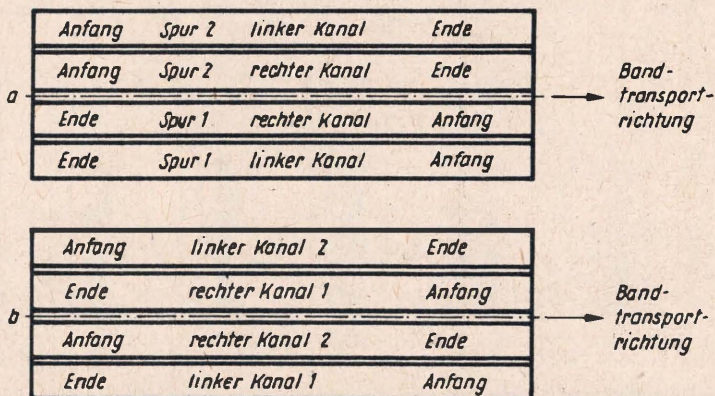 Anfang Spur 2 linker Kanal Ende
Anfang Spur 2 rechter Kanal Ende
a
Band-
transport-
richtung
Ende Spur 1 rechter Kanal Anfang
Ende Spur 1 linker Kanal Anfang
Anfang linker Kanal 2 Ende
Ende rechter Kanal 1 Anfang
b
Band-
transport-
richtung
Anfang rechter Kanal 2 Ende
Ende linker Kanal 1 Anfang